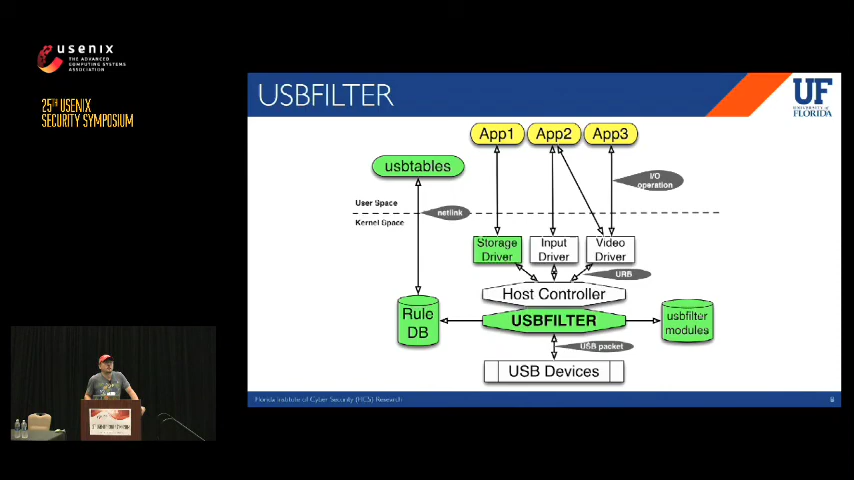 usenix
THE ADVANCED
COMPUTING SYSTEMS
ASSOCIATION
25TH USENIX
SECURITY SYMPOSIUM
USBFILTER
UF
UNIVERSITY of
FLORIDA
App1
App2
App3
usbtables
I/O
operation
User Space
netlink
Kernel Space
Storage
Driver
Input
Driver
Video
Driver
URB
Host Controller
Rule
DB
USBFILTER
usbfilter
modules
USB packet
USB Devices
Florida Institute of Cyber Security (FICS) Research